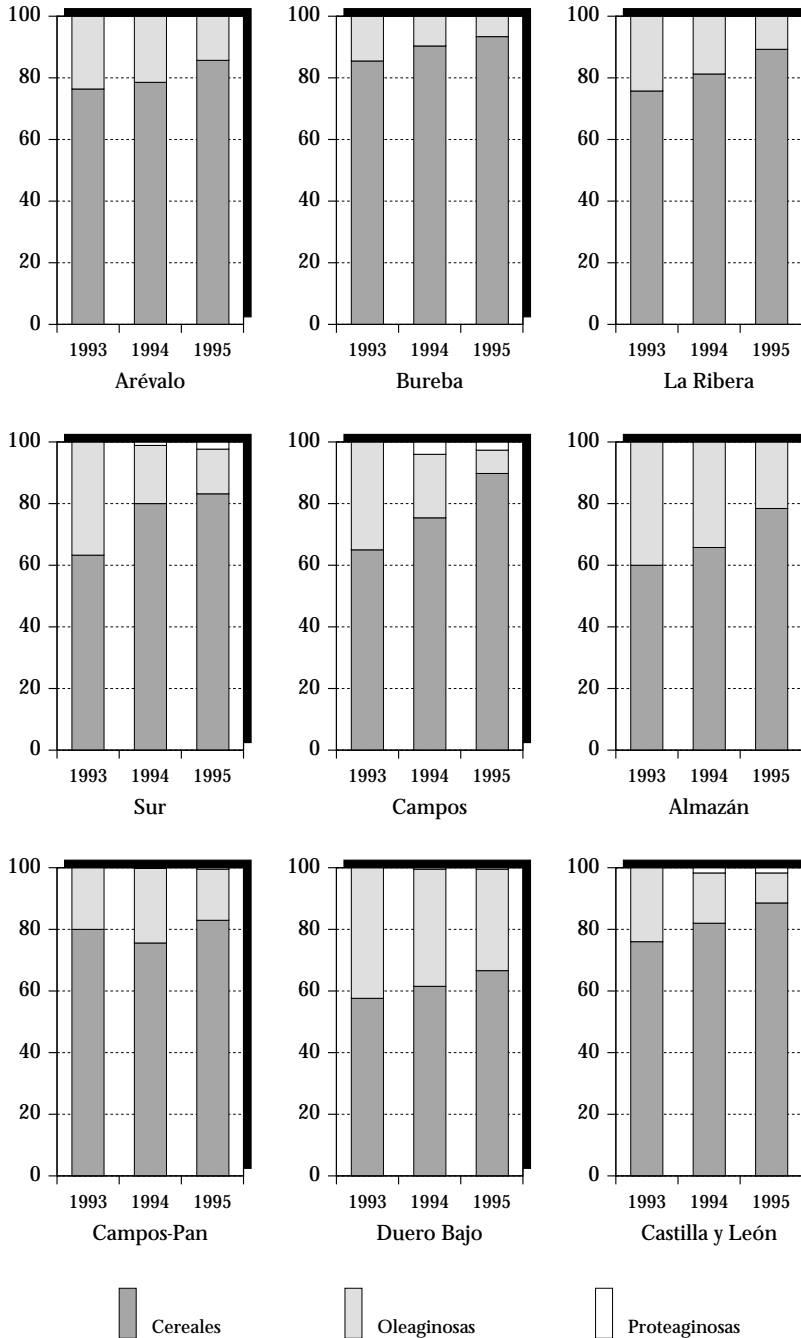 100 100 100
80 80 80
60 60 60
40 40 40
20 20 20
0 0 0
1993 1994 1995 1993 1994 1995 1993 1994 1995
Arévalo Bureba La Ribera
100 100 100
80 80 80
60 60 60
40 40 40
20 20 20
0 0 0
1993 1994 1995 1993 1994 1995 1993 1994 1995
Sur Campos Almazán
100 100 100
80 80 80
60 60 60
40 40 40
20 20 20
0 0 0
1993 1994 1995 1993 1994 1995 1993 1994 1995
Campos-Pan Duero Bajo Castilla y León
Cereales Oleaginosas Proteaginosas